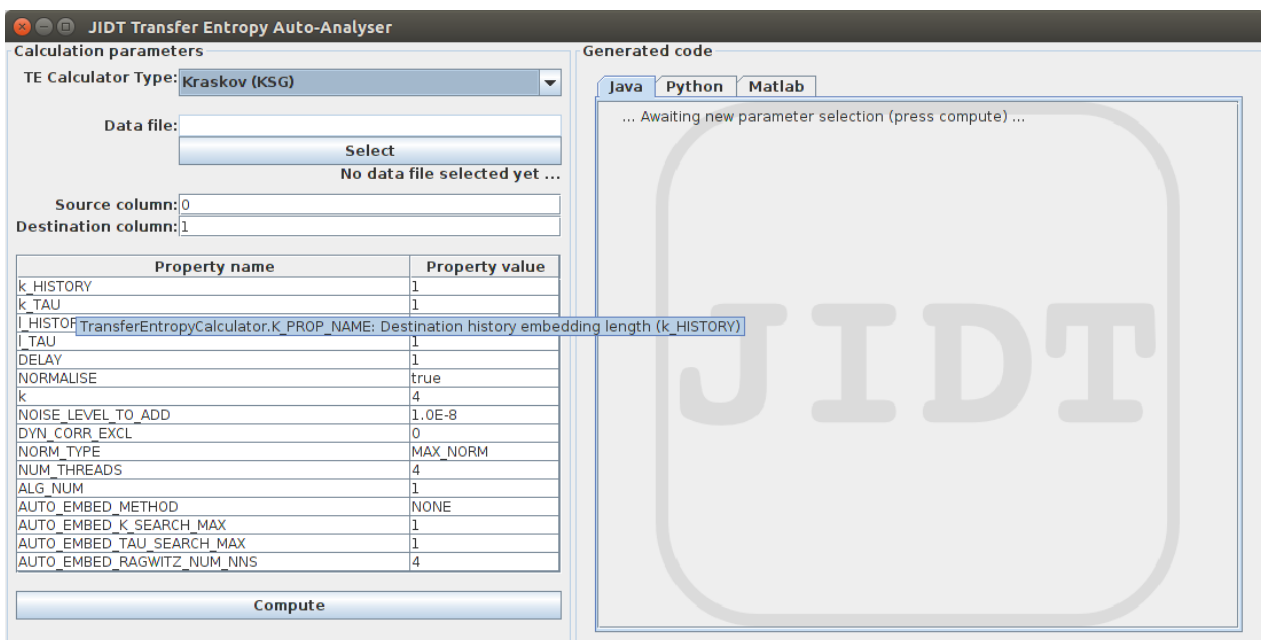 JIDT Transfer Entropy Auto-Analyser
Calculation parameters
TE Calculator Type: Kraskov (KSG)
Data file:
Select
No data file selected yet ...
Source column: 0
Destination column: 1
Property name Property value
k_HISTORY 1
k_TAU 1
l_HISTOR
TransferEntropyCalculator.K_PROP_NAME: Destination history embedding length (k_HISTORY)
l_TAU 1
DELAY 1
NORMALISE true
k 4
NOISE_LEVEL_TO_ADD 1.0E-8
DYN_CORR_EXCL 0
NORM_TYPE MAX_NORM
NUM_THREADS 4
ALG_NUM 1
AUTO_EMBED_METHOD NONE
AUTO_EMBED_K_SEARCH_MAX 1
AUTO_EMBED_TAU_SEARCH_MAX 1
AUTO_EMBED_RAGWITZ_NUM_NNS 4
Compute
Generated code
Java Python Matlab
... Awaiting new parameter selection (press compute) ...
JIDT